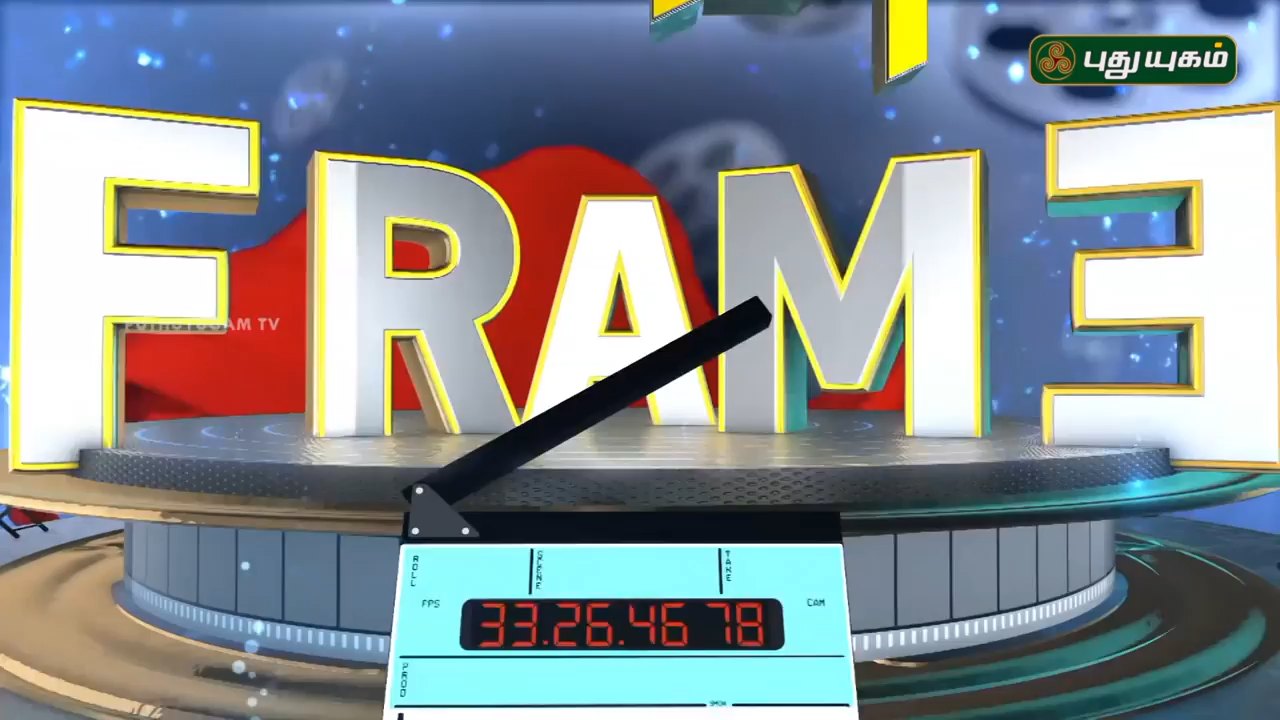 புதுயுகம்
FRAME
PUTHUYUGAM TV
ROLL
SCENE
TAKE
FPS
33.26.46 78
CAM
PROD